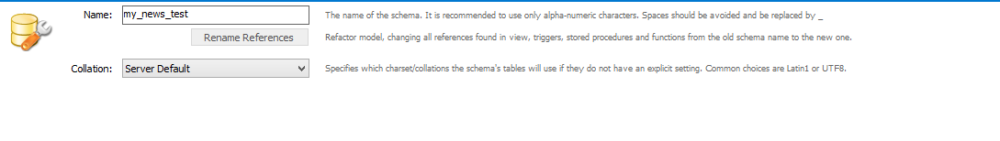 Name: my_news_test The name of the schema. It is recommended to use only alpha-numeric characters. Spaces should be avoided and be replaced by _
Rename References Refactor model, changing all references found in view, triggers, stored procedures and functions from the old schema name to the new one.
Collation: Server Default Specifies which charset/collations the schema's tables will use if they do not have an explicit setting. Common choices are Latin1 or UTF8.